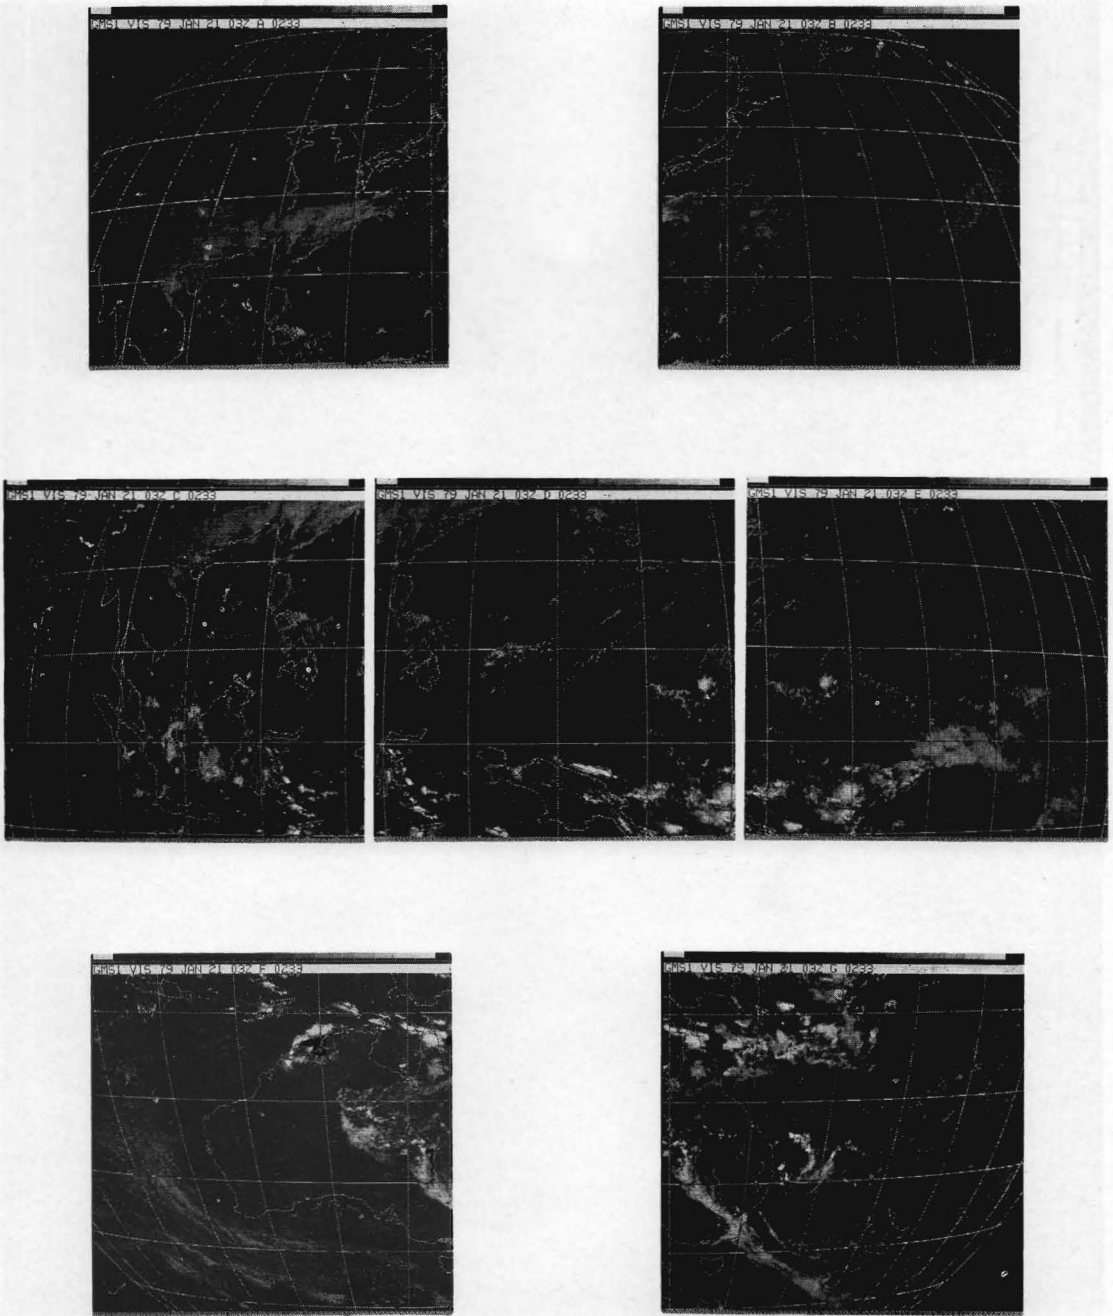 GMS1 VIS 79 JAN 21 03Z A 0233
GMS1 VIS 79 JAN 21 03Z B 0233
GMS1 VIS 79 JAN 21 03Z C 0233
GMS1 VIS 79 JAN 21 03Z D 0233
GMS1 VIS 79 JAN 21 03Z E 0233
GMS1 VIS 79 JAN 21 03Z F 0233
GMS1 VIS 79 JAN 21 03Z G 0233